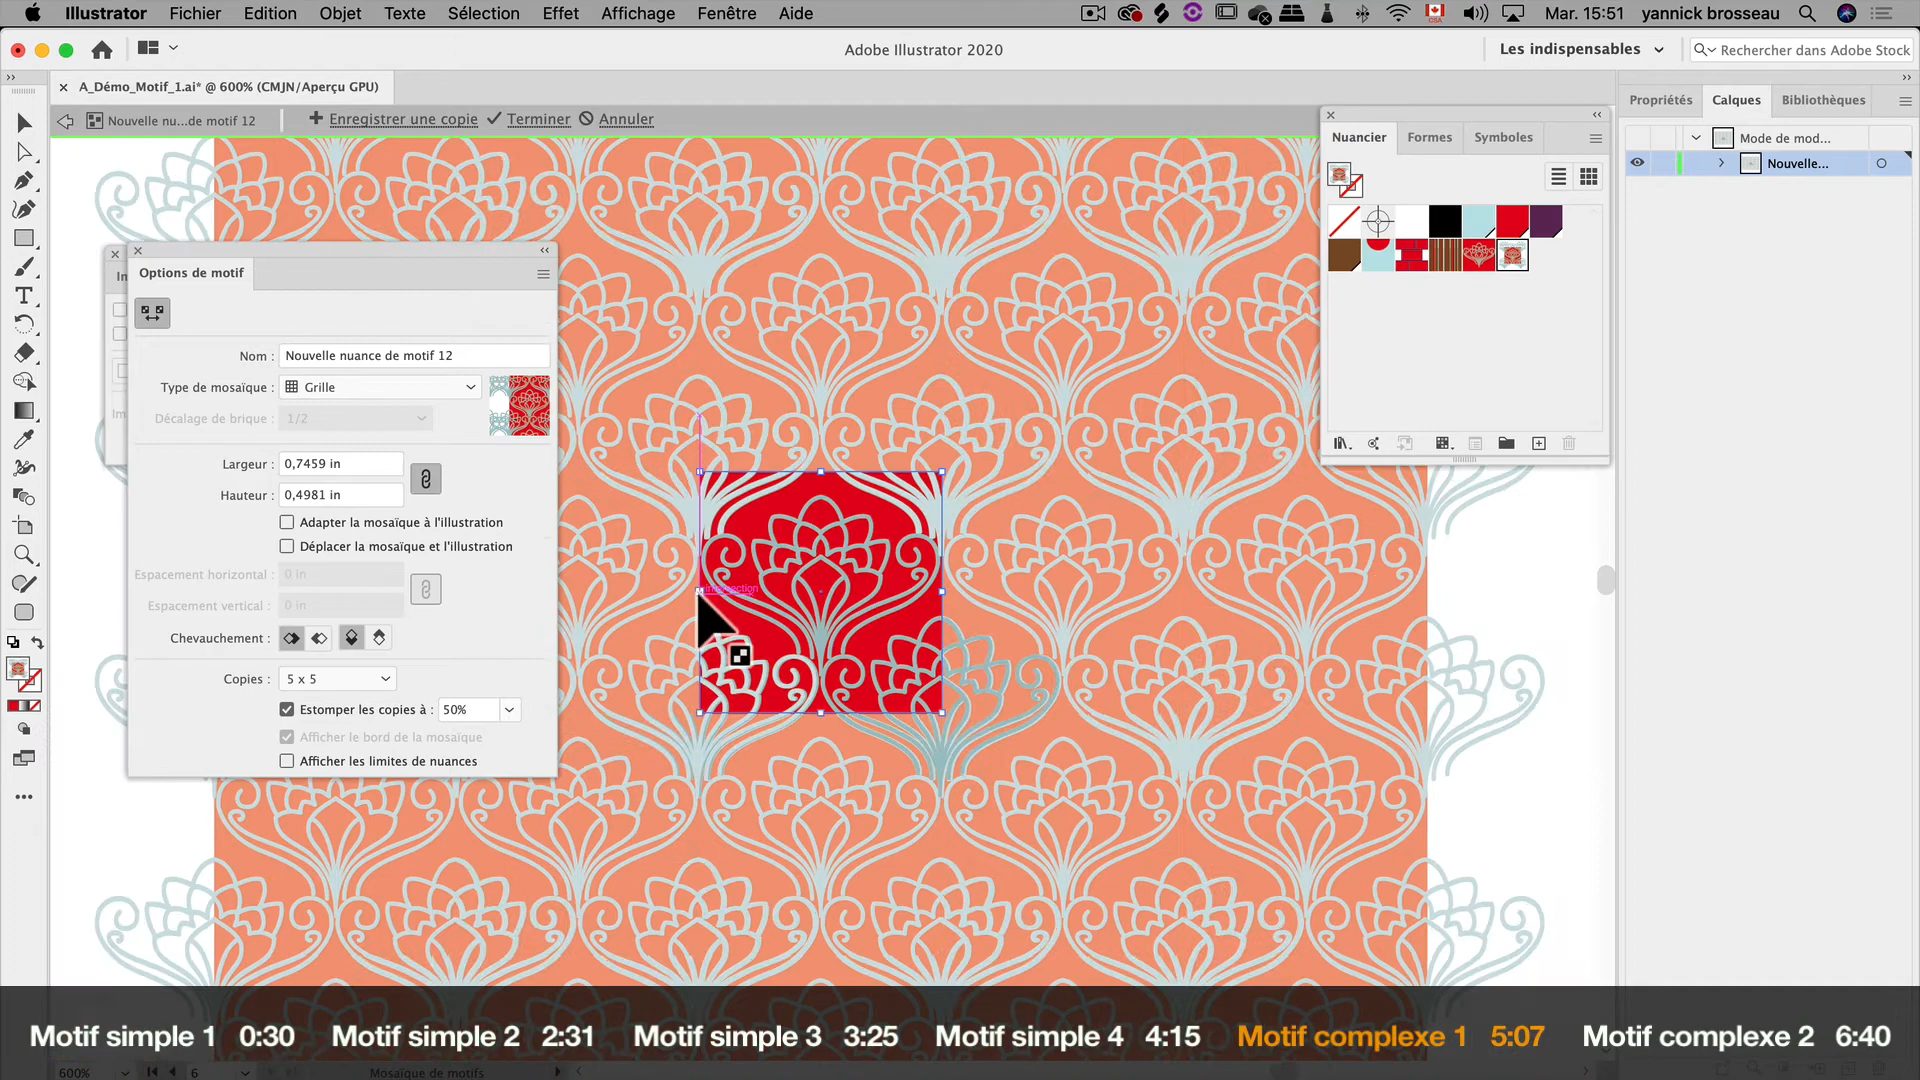 Illustrator Fichier Edition Objet Texte Sélection Effet Affichage Fenêtre Aide Mar. 15:51 yannick brosseau
Adobe Illustrator 2020 Les indispensables Rechercher dans Adobe Stock
A_Démo_Motif_1.ai* @ 600% (CMJN/Aperçu GPU)
Nouvelle nu...de motif 12 Enregistrer une copie Terminer Annuler
Propriétés Calques Bibliothèques
Nuancier Formes Symboles
Mode de mod...
Nouvelle...
Options de motif
Nom : Nouvelle nuance de motif 12
Type de mosaïque : Grille
Décalage de brique : 1/2
Largeur : 0,7459 in
Hauteur : 0,4981 in
Adapter la mosaïque à l'illustration
Déplacer la mosaïque et l'illustration
Espacement horizontal : 0 in
Espacement vertical : 0 in
Chevauchement :
Copies : 5 x 5
Estomper les copies à : 50%
Afficher le bord de la mosaïque
Afficher les limites de nuances
intersection
Motif simple 1 0:30 Motif simple 2 2:31 Motif simple 3 3:25 Motif simple 4 4:15 Motif complexe 1 5:07 Motif complexe 2 6:40
600% 6 Mosaïque de motifs